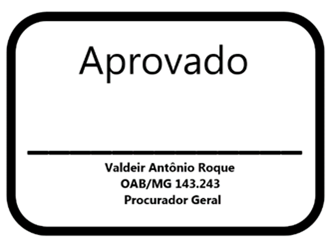 Aprovado
Valdeir Antônio Roque
OAB/MG 143.243
Procurador Geral